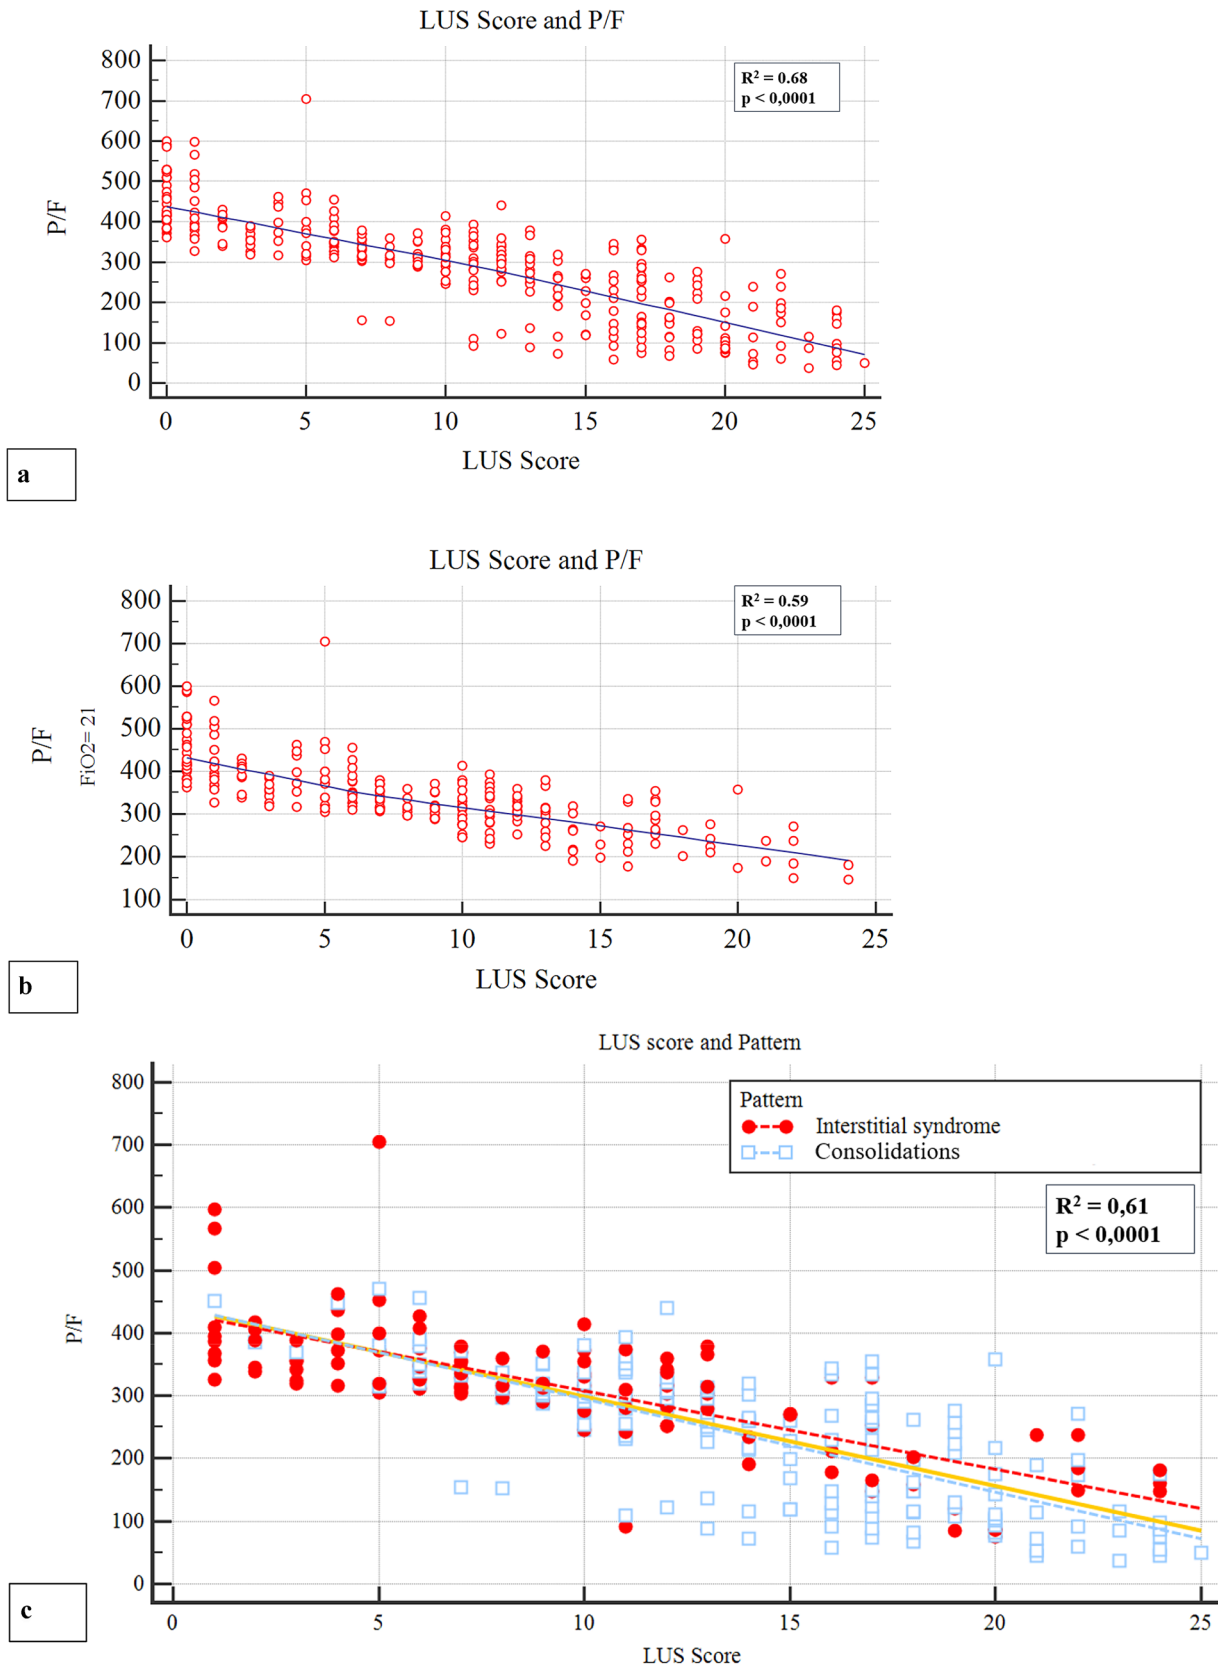 LUS Score and P/F
R² = 0.68
p < 0,0001
800
700
600
500
400
300
200
100
0
P/F
0 5 10 15 20 25
LUS Score
a
LUS Score and P/F
R² = 0.59
p < 0,0001
800
700
600
500
400
300
200
100
P/F
FiO2= 21
0 5 10 15 20 25
LUS Score
b
LUS score and Pattern
Pattern
Interstitial syndrome
Consolidations
R² = 0,61
p < 0,0001
800
700
600
500
400
300
200
100
0
P/F
0 5 10 15 20 25
LUS Score
c